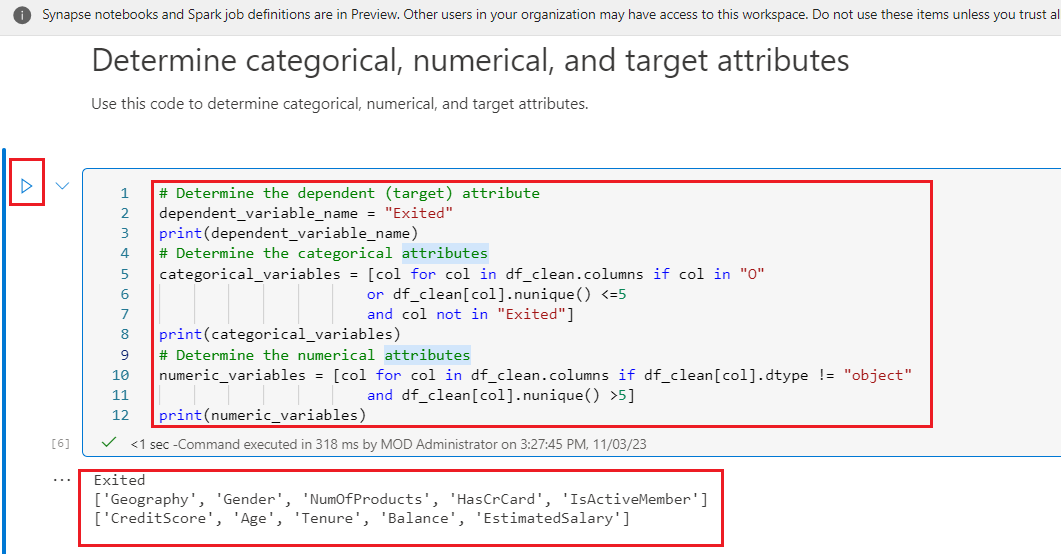 Synapse notebooks and Spark job definitions are in Preview. Other users in your organization may have access to this workspace. Do not use these items unless you trust al
Determine categorical, numerical, and target attributes
Use this code to determine categorical, numerical, and target attributes.
1 # Determine the dependent (target) attribute
2 dependent_variable_name = "Exited"
3 print(dependent_variable_name)
4 # Determine the categorical attributes
5 categorical_variables = [col for col in df_clean.columns if col in "O"
6 or df_clean[col].nunique() <=5
7 and col not in "Exited"]
8 print(categorical_variables)
9 # Determine the numerical attributes
10 numeric_variables = [col for col in df_clean.columns if df_clean[col].dtype != "object"
11 and df_clean[col].nunique() >5]
12 print(numeric_variables)
[6] <1 sec -Command executed in 318 ms by MOD Administrator on 3:27:45 PM, 11/03/23
... Exited
['Geography', 'Gender', 'NumOfProducts', 'HasCrCard', 'IsActiveMember']
['CreditScore', 'Age', 'Tenure', 'Balance', 'EstimatedSalary']